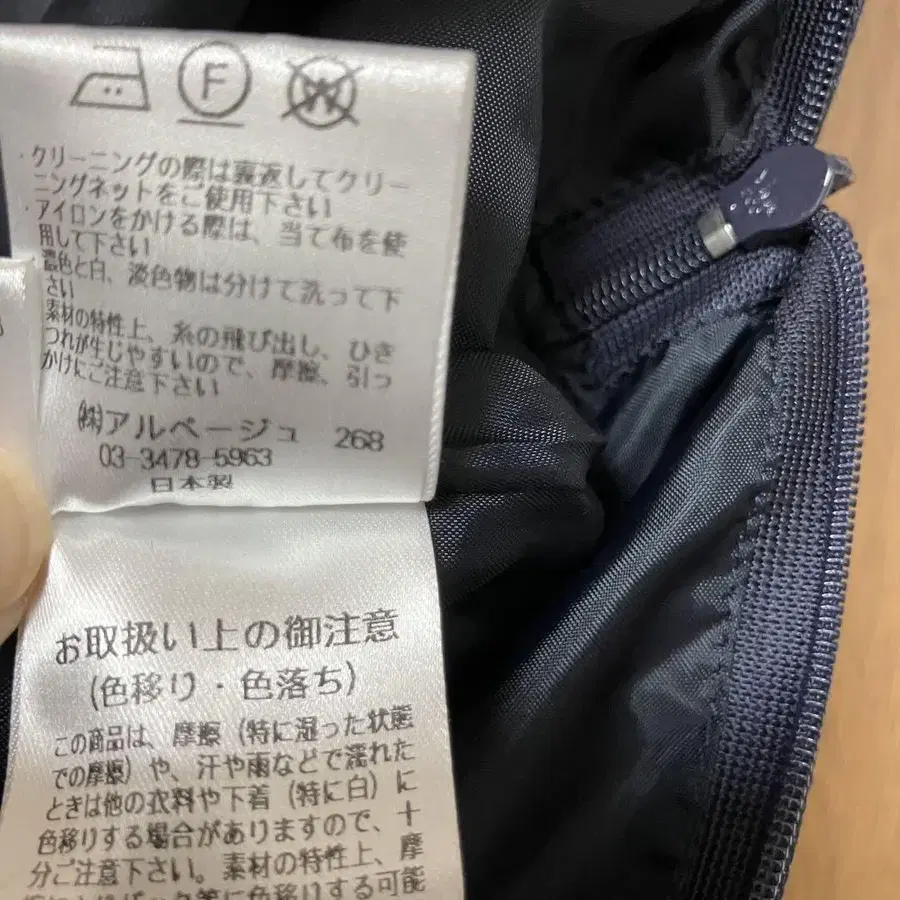 F
W
・クリーニングの際は裏返してクリー
ニングネットをご使用下さい
・アイロンをかける際は、当て布を使
用して下さい
濃色と白、淡色物は分けて洗って下
さい
素材の特性上、糸の飛び出し、ひき
つれが生じやすいので、摩擦、引っ
かけにご注意下さい
㈱アルページュ 268
03-3478-5963
日本製
お取扱い上の御注意
(色移り・色落ち)
この商品は、摩擦(特に湿った状態
での摩擦)や、汗や雨などで濡れた
ときは他の衣料や下着(特に白)に
色移りする場合がありますので、十
分ご注意下さい。素材の特性上、摩
色移りする可能